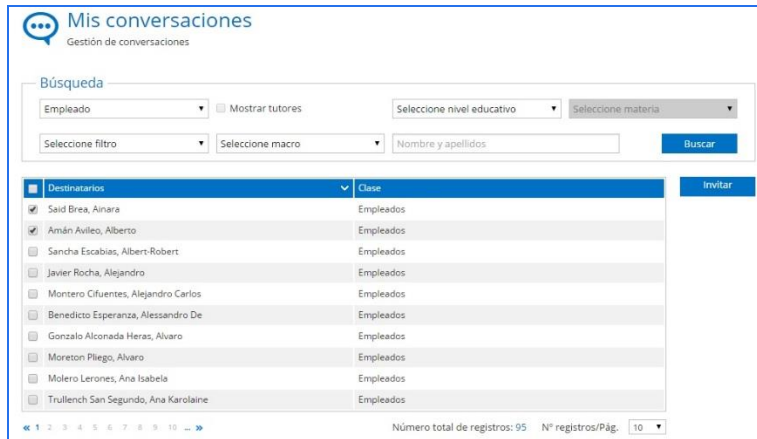 Mis conversaciones
Gestión de conversaciones
Búsqueda
Empleado Mostrar tutores Seleccione nivel educativo Seleccione materia
Seleccione filtro Seleccione macro Nombre y apellidos Buscar
Destinatarios Clase Invitar
Said Brea, Ainara Empleados
Amán Avileo, Alberto Empleados
Sancha Escabias, Albert-Robert Empleados
Javier Rocha, Alejandro Empleados
Montero Cifuentes, Alejandro Carlos Empleados
Benedicto Esperanza, Alessandro De Empleados
Gonzalo Alconada Heras, Alvaro Empleados
Moreton Pliego, Alvaro Empleados
Molero Lerones, Ana Isabela Empleados
Trullench San Segundo, Ana Karolaine Empleados
« 1 2 3 4 5 6 7 8 9 10 ... » Número total de registros: 95 Nº registros/Pág. 10